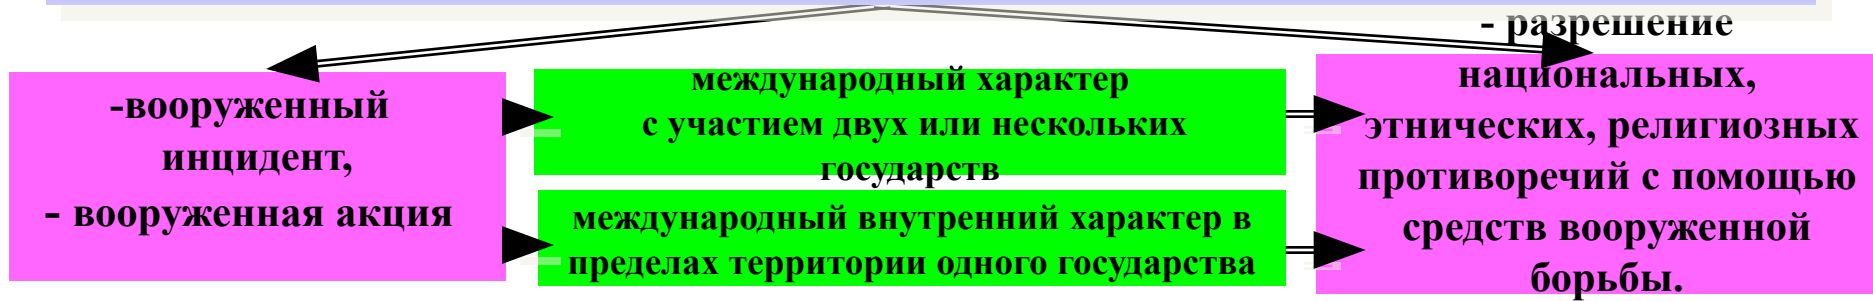 -вооруженный
инцидент,
- вооруженная акция
международный характер
с участием двух или нескольких
государств
международный внутренний характер в
пределах территории одного государства
- разрешение
национальных,
этнических, религиозных
противоречий с помощью
средств вооруженной
борьбы.